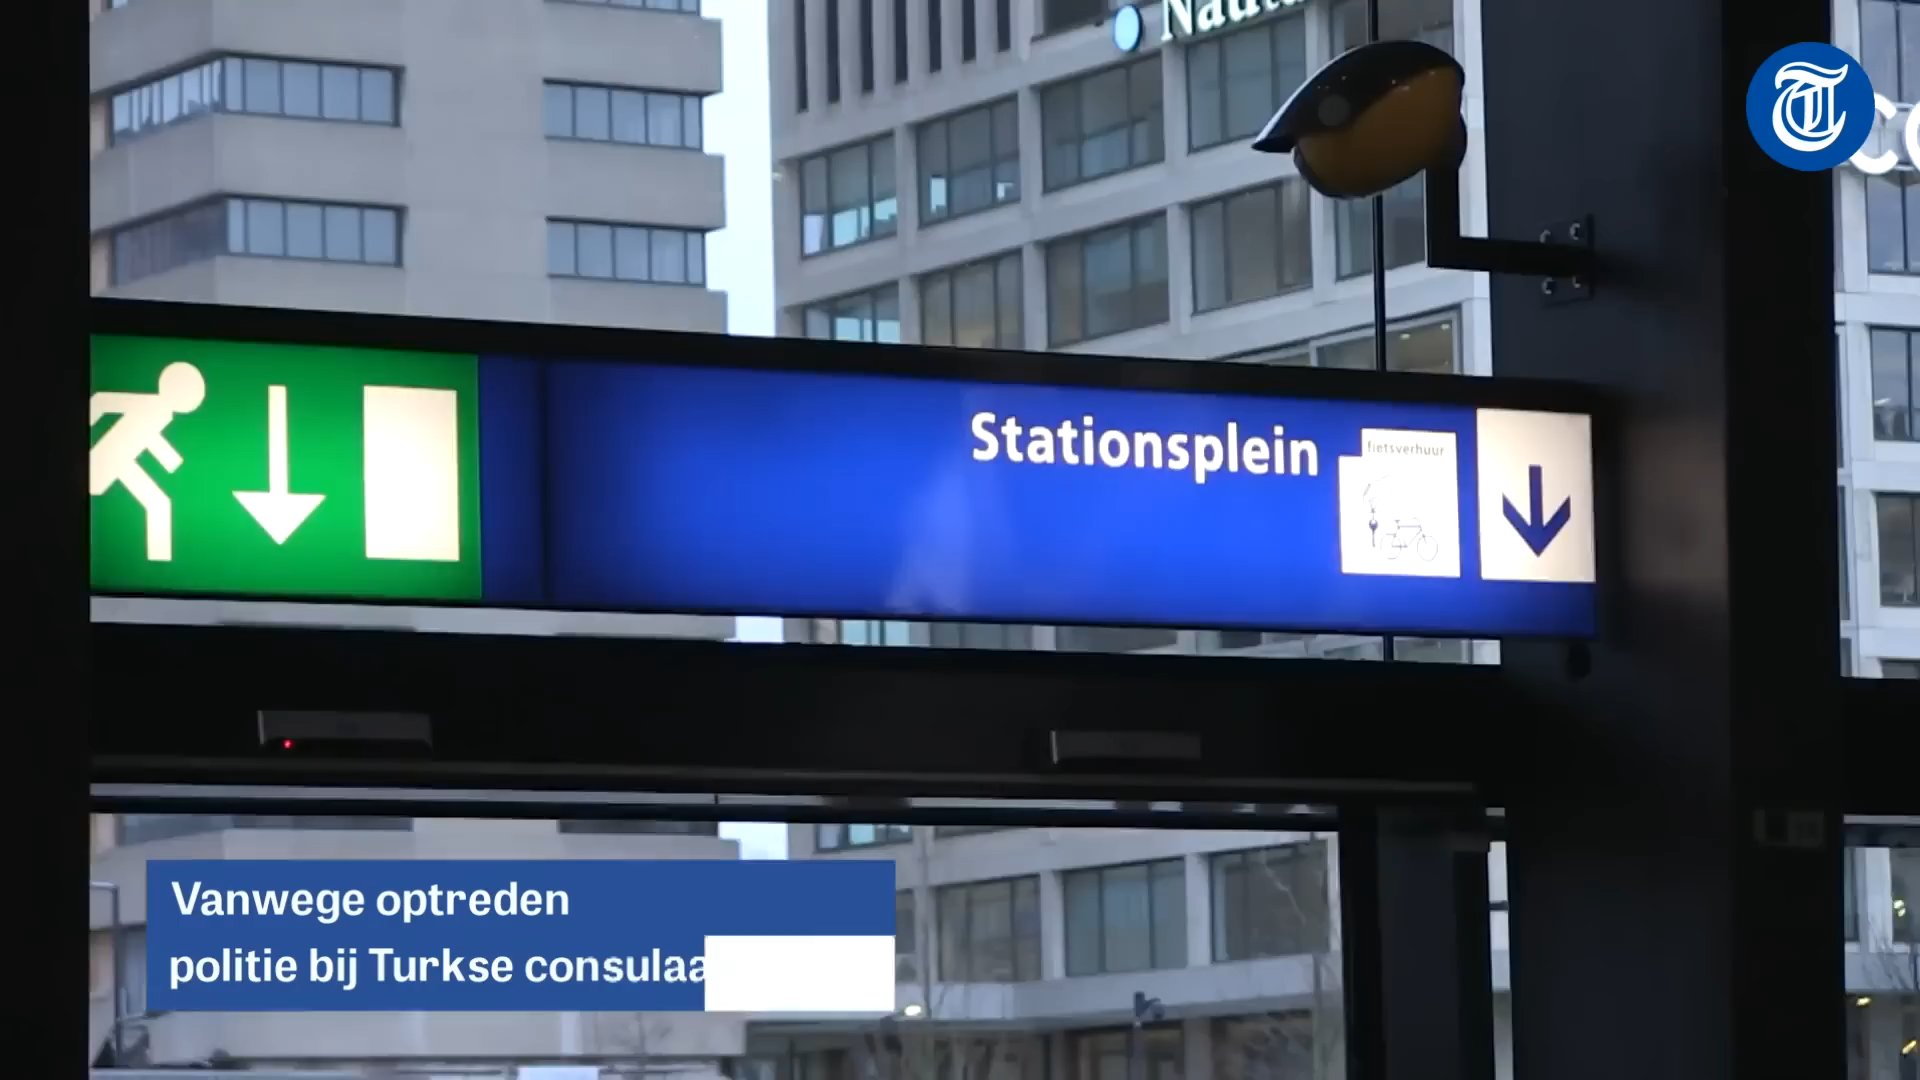 Stationsplein
fietsverhuur
Vanwege optreden
politie bij Turkse consulaa